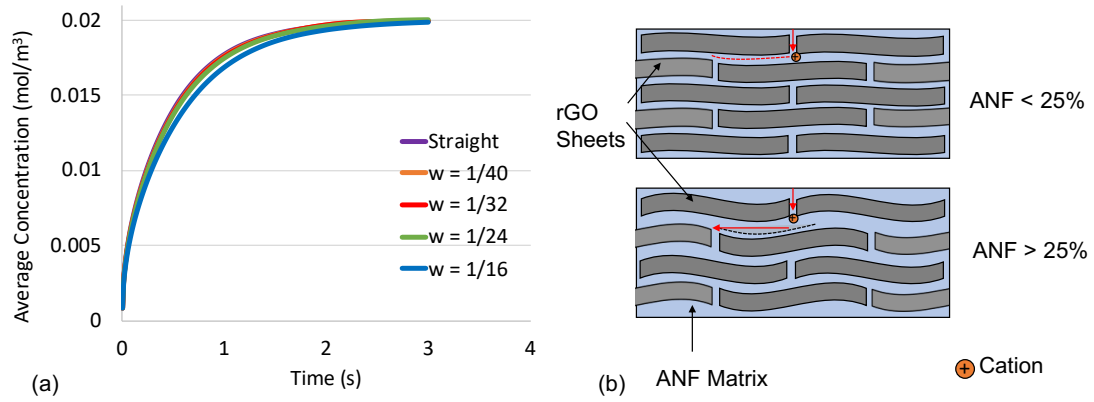 0.02
0.015
0.01
0.005
0
Average Concentration (mol/m³)
0
1
2
3
4
Time (s)
Straight
w = 1/40
w = 1/32
w = 1/24
w = 1/16
(a)
rGO
Sheets
ANF < 25%
+
ANF > 25%
+
ANF Matrix
+ Cation
(b)